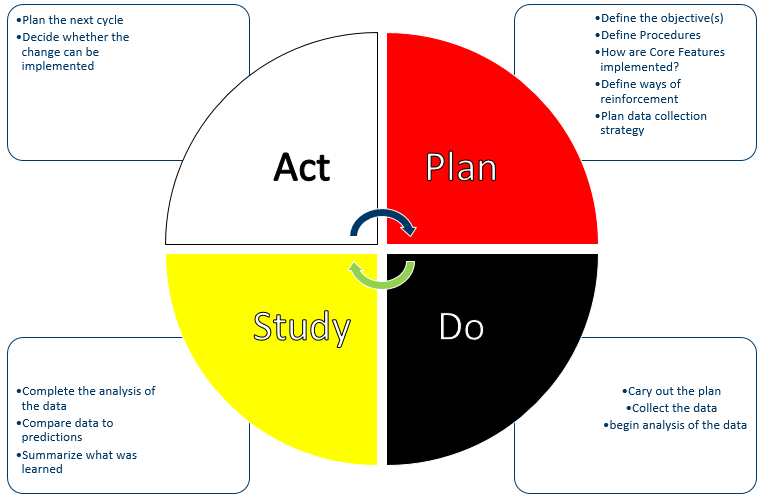 •Plan the next cycle
•Decide whether the
change can be
implemented
•Define the objective(s)
•Define Procedures
•How are Core Features
implemented?
•Define ways of
reinforcement
•Plan data collection
strategy
Act
Plan
Study
Do
•Complete the analysis of
the data
•Compare data to
predictions
•Summarize what was
learned
•Cary out the plan
•Collect the data
•begin analysis of the data